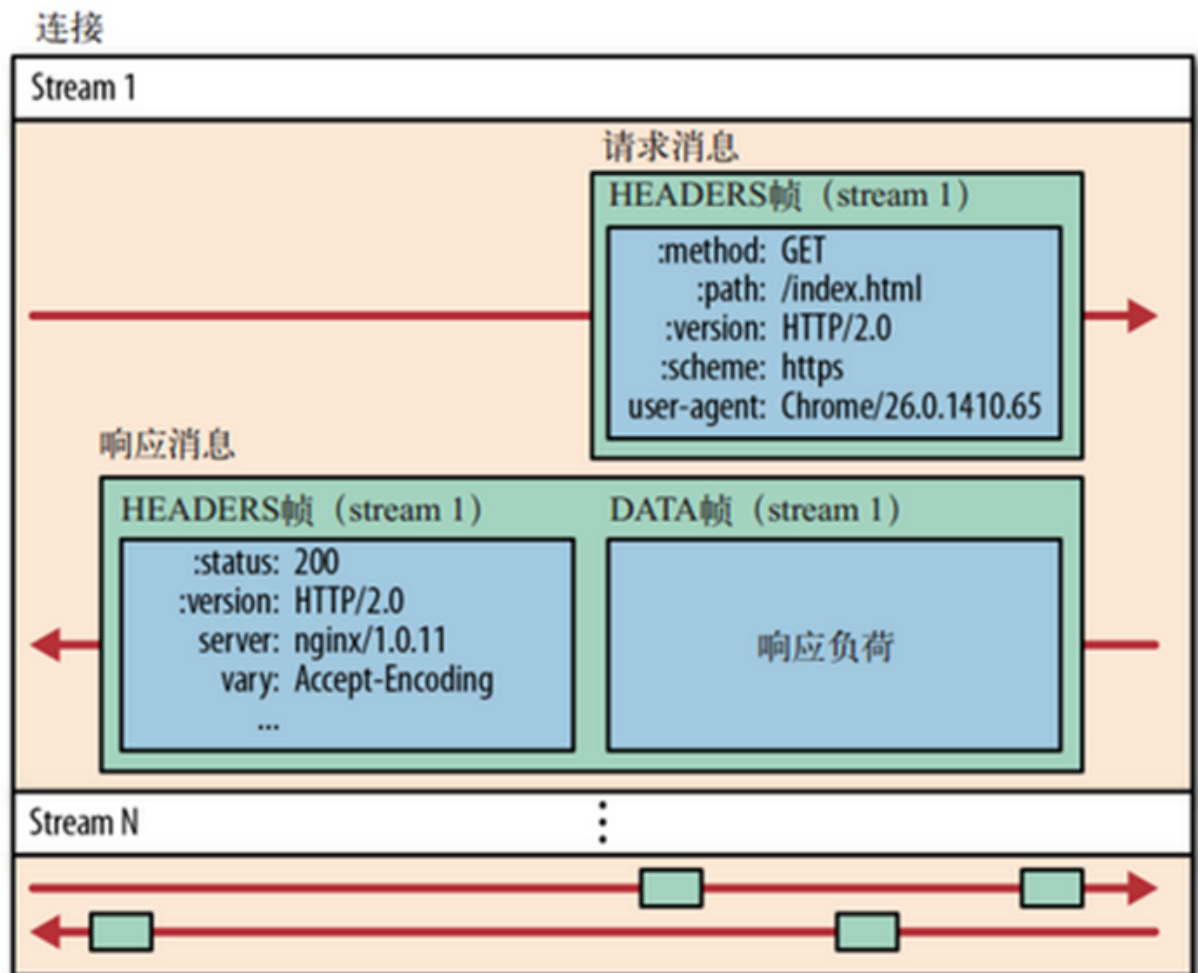 连接
Stream 1
请求消息
HEADERS帧（stream 1）
:method: GET
:path: /index.html
:version: HTTP/2.0
:scheme: https
user-agent: Chrome/26.0.1410.65
响应消息
HEADERS帧（stream 1）
:status: 200
:version: HTTP/2.0
server: nginx/1.0.11
vary: Accept-Encoding
...
DATA帧（stream 1）
响应负荷
Stream N